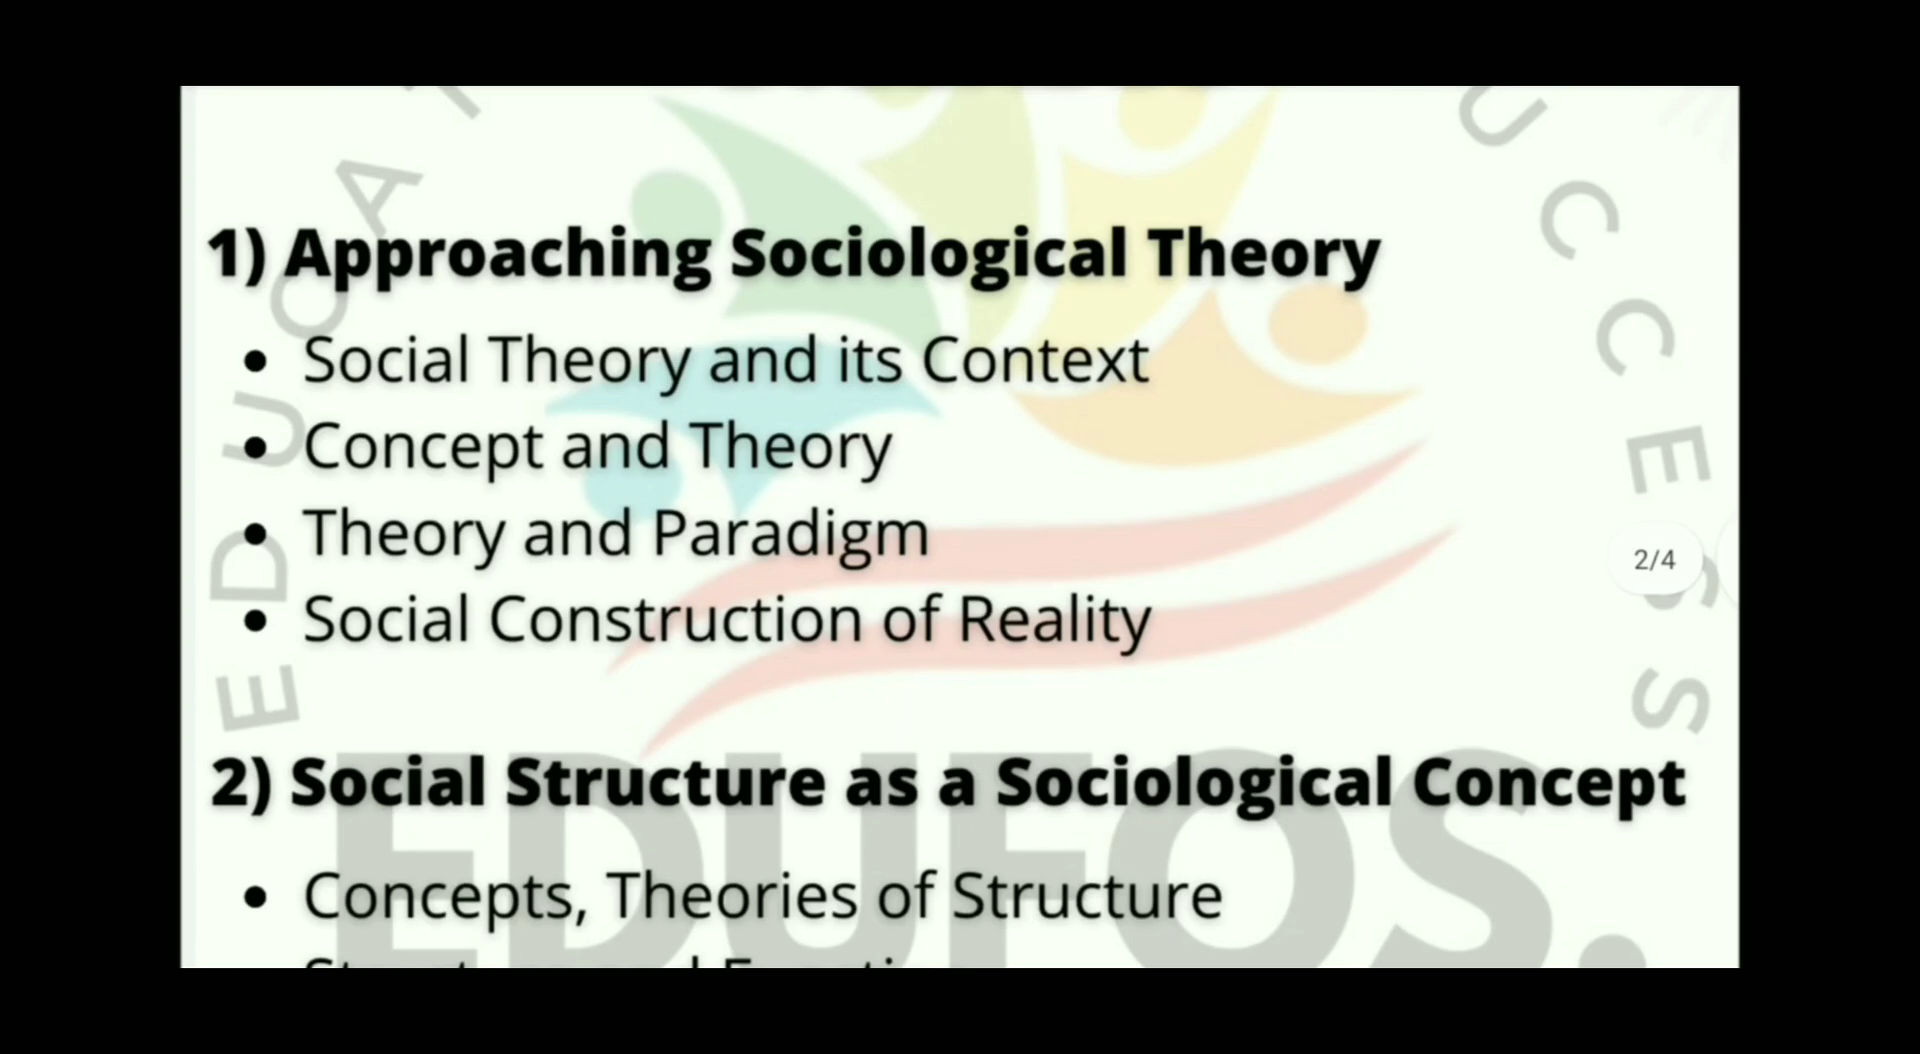 1) Approaching Sociological Theory
• Social Theory and its Context
• Concept and Theory
• Theory and Paradigm
• Social Construction of Reality
2/4
2) Social Structure as a Sociological Concept
• Concepts, Theories of Structure
EDUFOS.